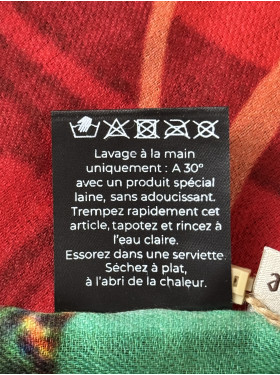 Lavage à la main
uniquement : A 30°
avec un produit spécial
laine, sans adoucissant.
Trempez rapidement cet
article, tapotez et rincez à
l'eau claire.
Essorez dans une serviette.
Séchez à plat,
à l'abri de la chaleur.
e